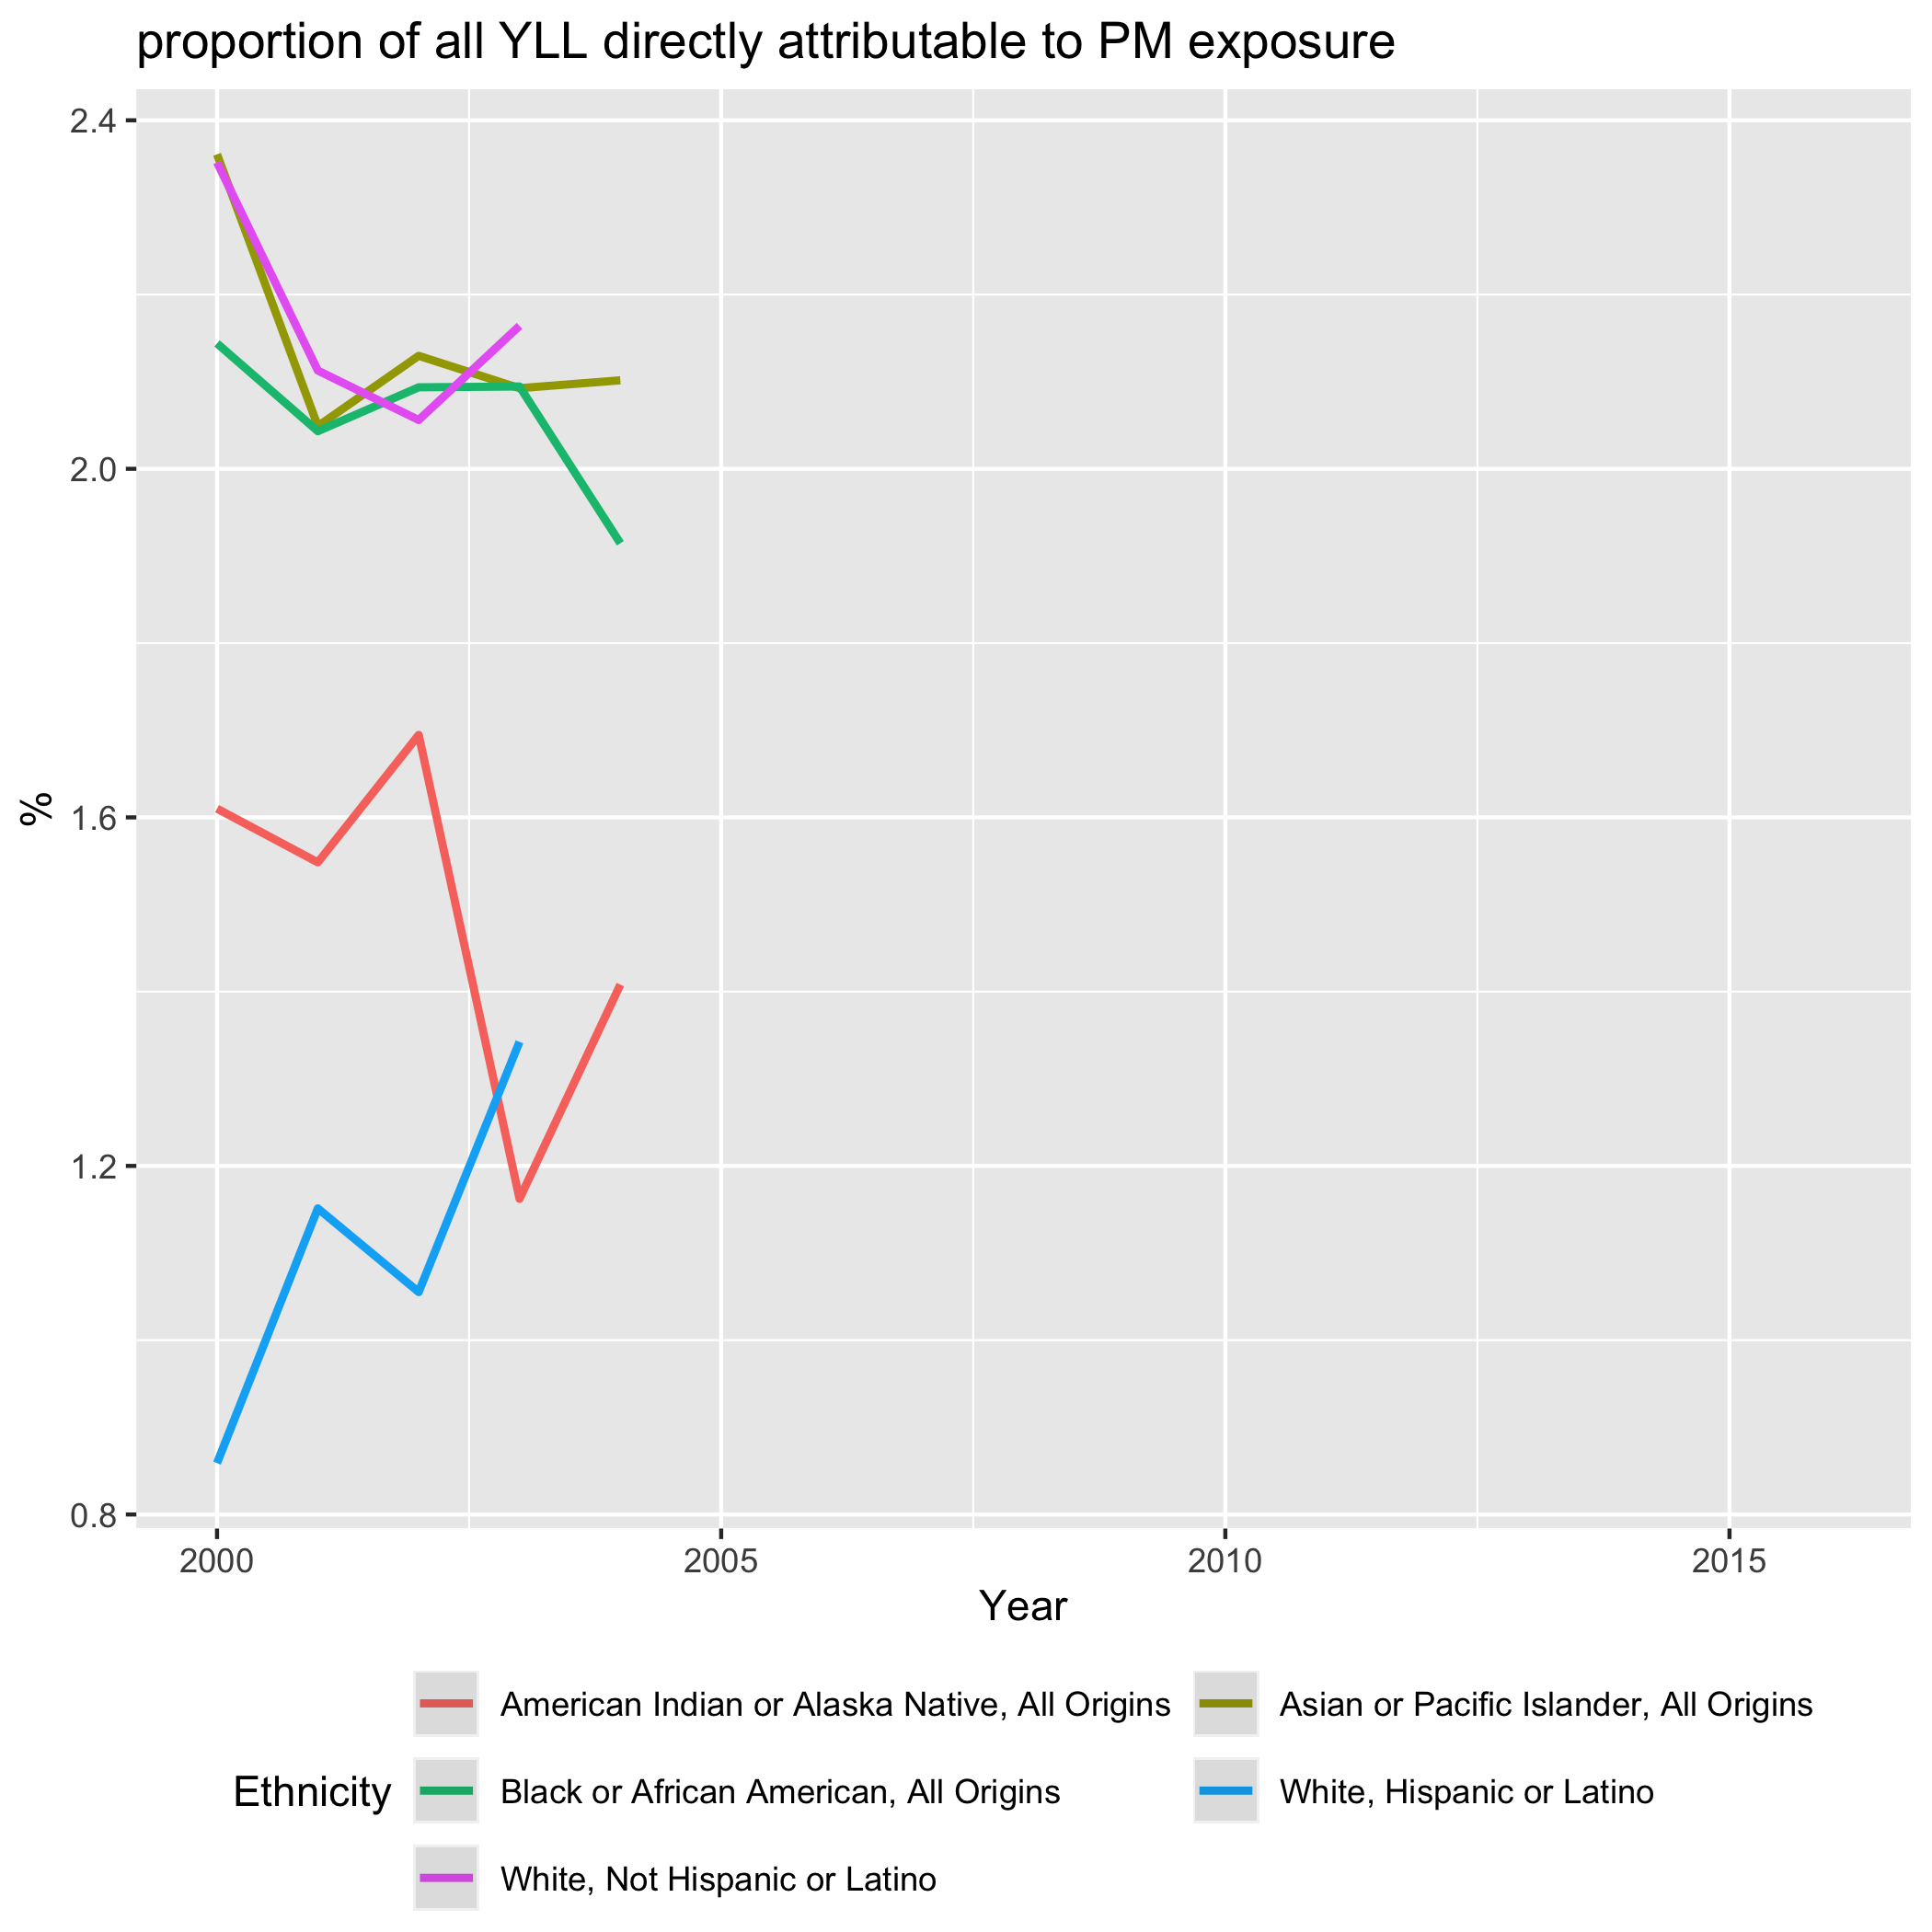 proportion of all YLL directly attributable to PM exposure
2.4
2.0
1.6
1.2
0.8
%
2000 2005 2010 2015
Year
Ethnicity
American Indian or Alaska Native, All Origins
Asian or Pacific Islander, All Origins
Black or African American, All Origins
White, Hispanic or Latino
White, Not Hispanic or Latino